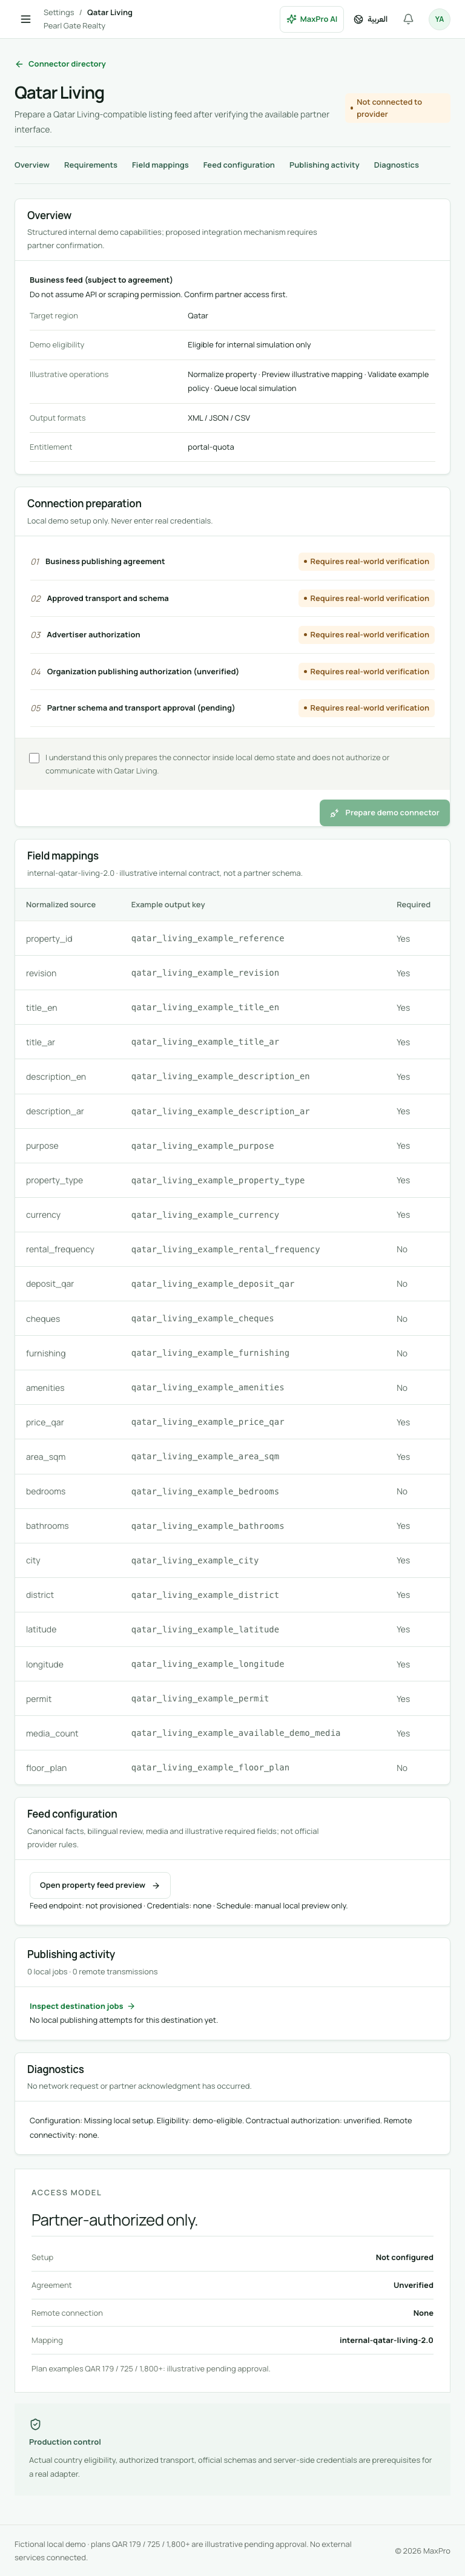 Settings / Qatar Living
Pearl Gate Realty
MaxPro AI
العربية
YA
Connector directory
Qatar Living
Prepare a Qatar Living-compatible listing feed after verifying the available partner
interface.
Not connected to
provider
Overview Requirements Field mappings Feed configuration Publishing activity Diagnostics
Overview
Structured internal demo capabilities; proposed integration mechanism requires
partner confirmation.
Business feed (subject to agreement)
Do not assume API or scraping permission. Confirm partner access first.
Target region Qatar
Demo eligibility Eligible for internal simulation only
Illustrative operations Normalize property · Preview illustrative mapping · Validate example
policy · Queue local simulation
Output formats XML / JSON / CSV
Entitlement portal-quota
Connection preparation
Local demo setup only. Never enter real credentials.
01 Business publishing agreement Requires real-world verification
02 Approved transport and schema Requires real-world verification
03 Advertiser authorization Requires real-world verification
04 Organization publishing authorization (unverified) Requires real-world verification
05 Partner schema and transport approval (pending) Requires real-world verification
I understand this only prepares the connector inside local demo state and does not authorize or
communicate with Qatar Living.
Prepare demo connector
Field mappings
internal-qatar-living-2.0 · illustrative internal contract, not a partner schema.
Normalized source Example output key Required
property_id qatar_living_example_reference Yes
revision qatar_living_example_revision Yes
title_en qatar_living_example_title_en Yes
title_ar qatar_living_example_title_ar Yes
description_en qatar_living_example_description_en Yes
description_ar qatar_living_example_description_ar Yes
purpose qatar_living_example_purpose Yes
property_type qatar_living_example_property_type Yes
currency qatar_living_example_currency Yes
rental_frequency qatar_living_example_rental_frequency No
deposit_qar qatar_living_example_deposit_qar No
cheques qatar_living_example_cheques No
furnishing qatar_living_example_furnishing No
amenities qatar_living_example_amenities No
price_qar qatar_living_example_price_qar Yes
area_sqm qatar_living_example_area_sqm Yes
bedrooms qatar_living_example_bedrooms No
bathrooms qatar_living_example_bathrooms Yes
city qatar_living_example_city Yes
district qatar_living_example_district Yes
latitude qatar_living_example_latitude Yes
longitude qatar_living_example_longitude Yes
permit qatar_living_example_permit Yes
media_count qatar_living_example_available_demo_media Yes
floor_plan qatar_living_example_floor_plan No
Feed configuration
Canonical facts, bilingual review, media and illustrative required fields; not official
provider rules.
Open property feed preview
Feed endpoint: not provisioned · Credentials: none · Schedule: manual local preview only.
Publishing activity
0 local jobs · 0 remote transmissions
Inspect destination jobs
No local publishing attempts for this destination yet.
Diagnostics
No network request or partner acknowledgment has occurred.
Configuration: Missing local setup. Eligibility: demo-eligible. Contractual authorization: unverified. Remote
connectivity: none.
ACCESS MODEL
Partner-authorized only.
Setup Not configured
Agreement Unverified
Remote connection None
Mapping internal-qatar-living-2.0
Plan examples QAR 179 / 725 / 1,800+: illustrative pending approval.
Production control
Actual country eligibility, authorized transport, official schemas and server-side credentials are prerequisites for
a real adapter.
Fictional local demo · plans QAR 179 / 725 / 1,800+ are illustrative pending approval. No external
services connected.
© 2026 MaxPro